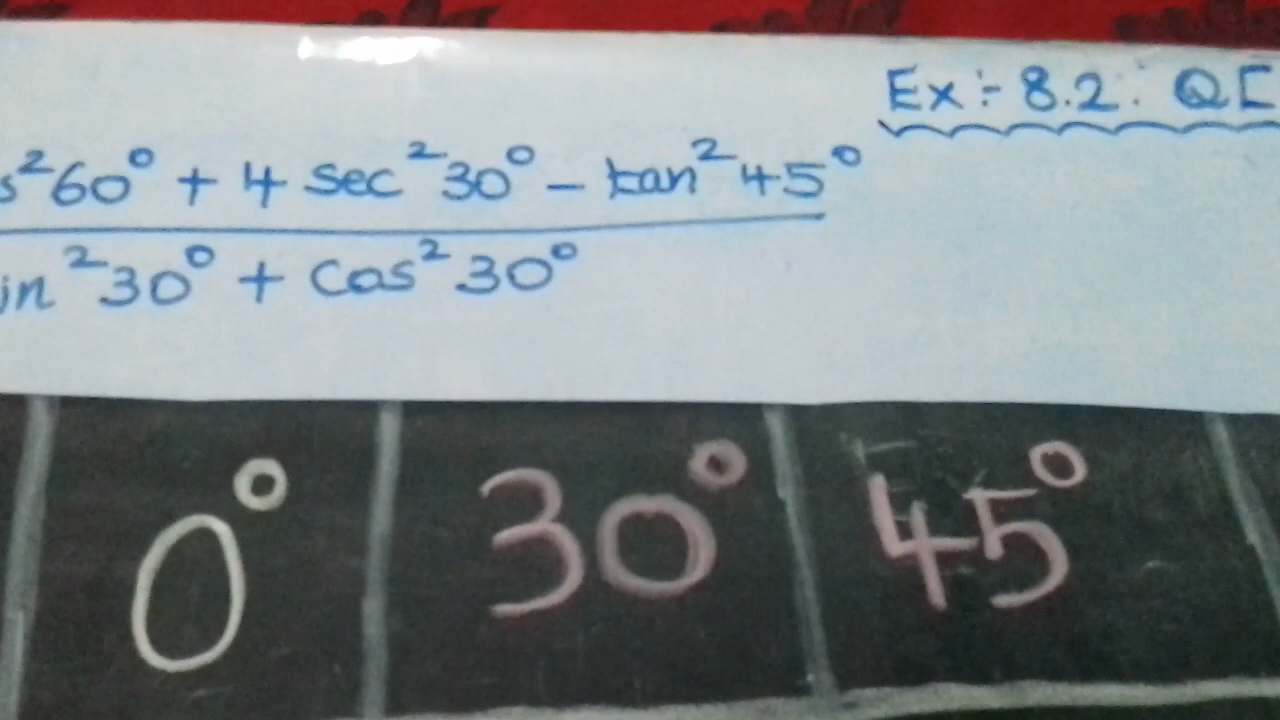 Ex:- 8.2. Q
s²60° + 4 sec²30° - tan²45°
in²30° + cos²30°
0° 30° 45°